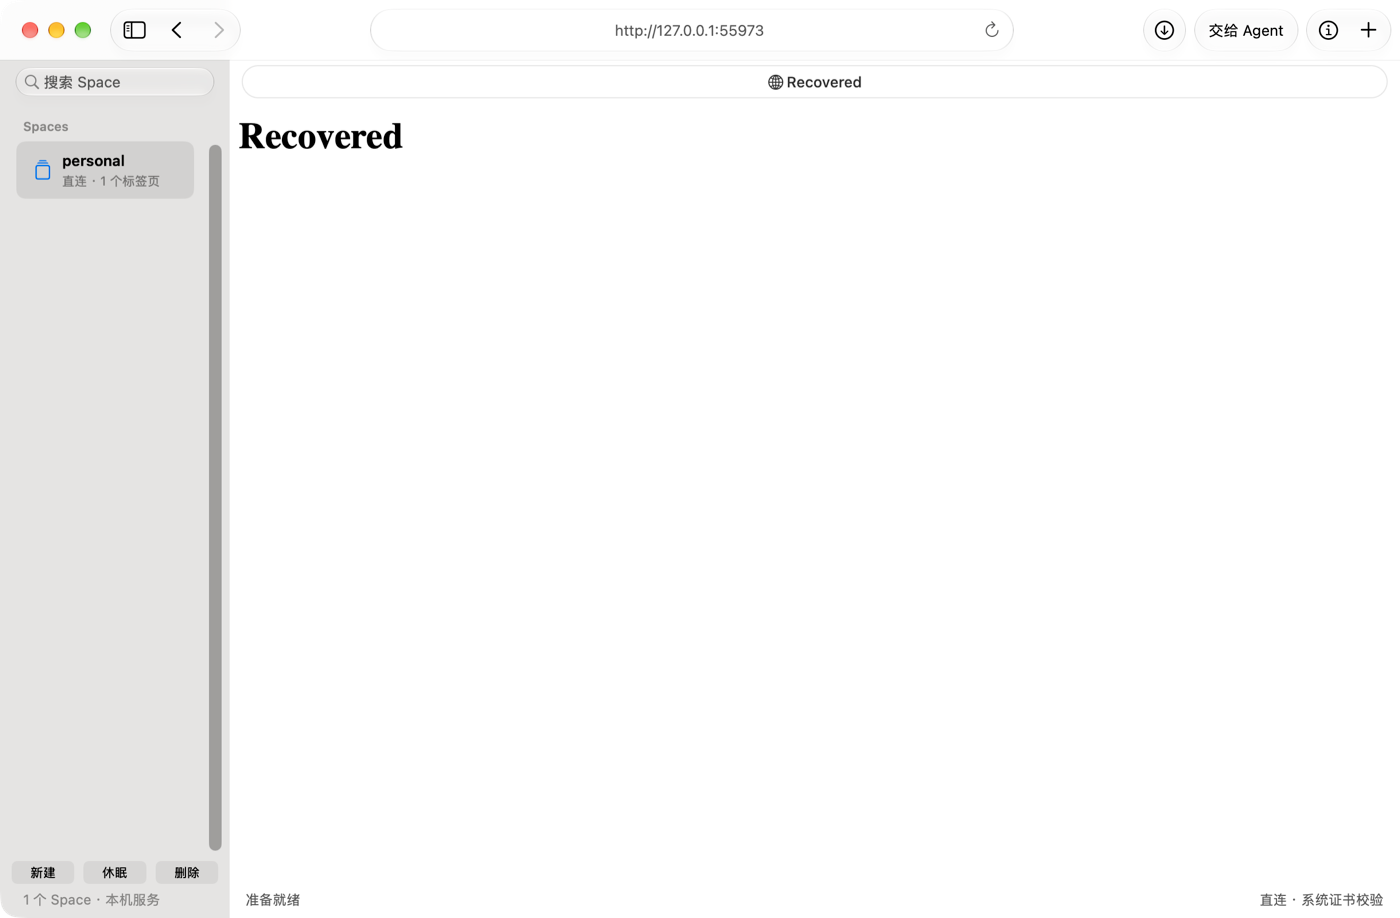 http://127.0.0.1:55973
交给 Agent
搜索 Space
Recovered
Spaces
Recovered
personal
直连 · 1 个标签页
新建
休眠
删除
1 个 Space · 本机服务
准备就绪
直连 · 系统证书校验